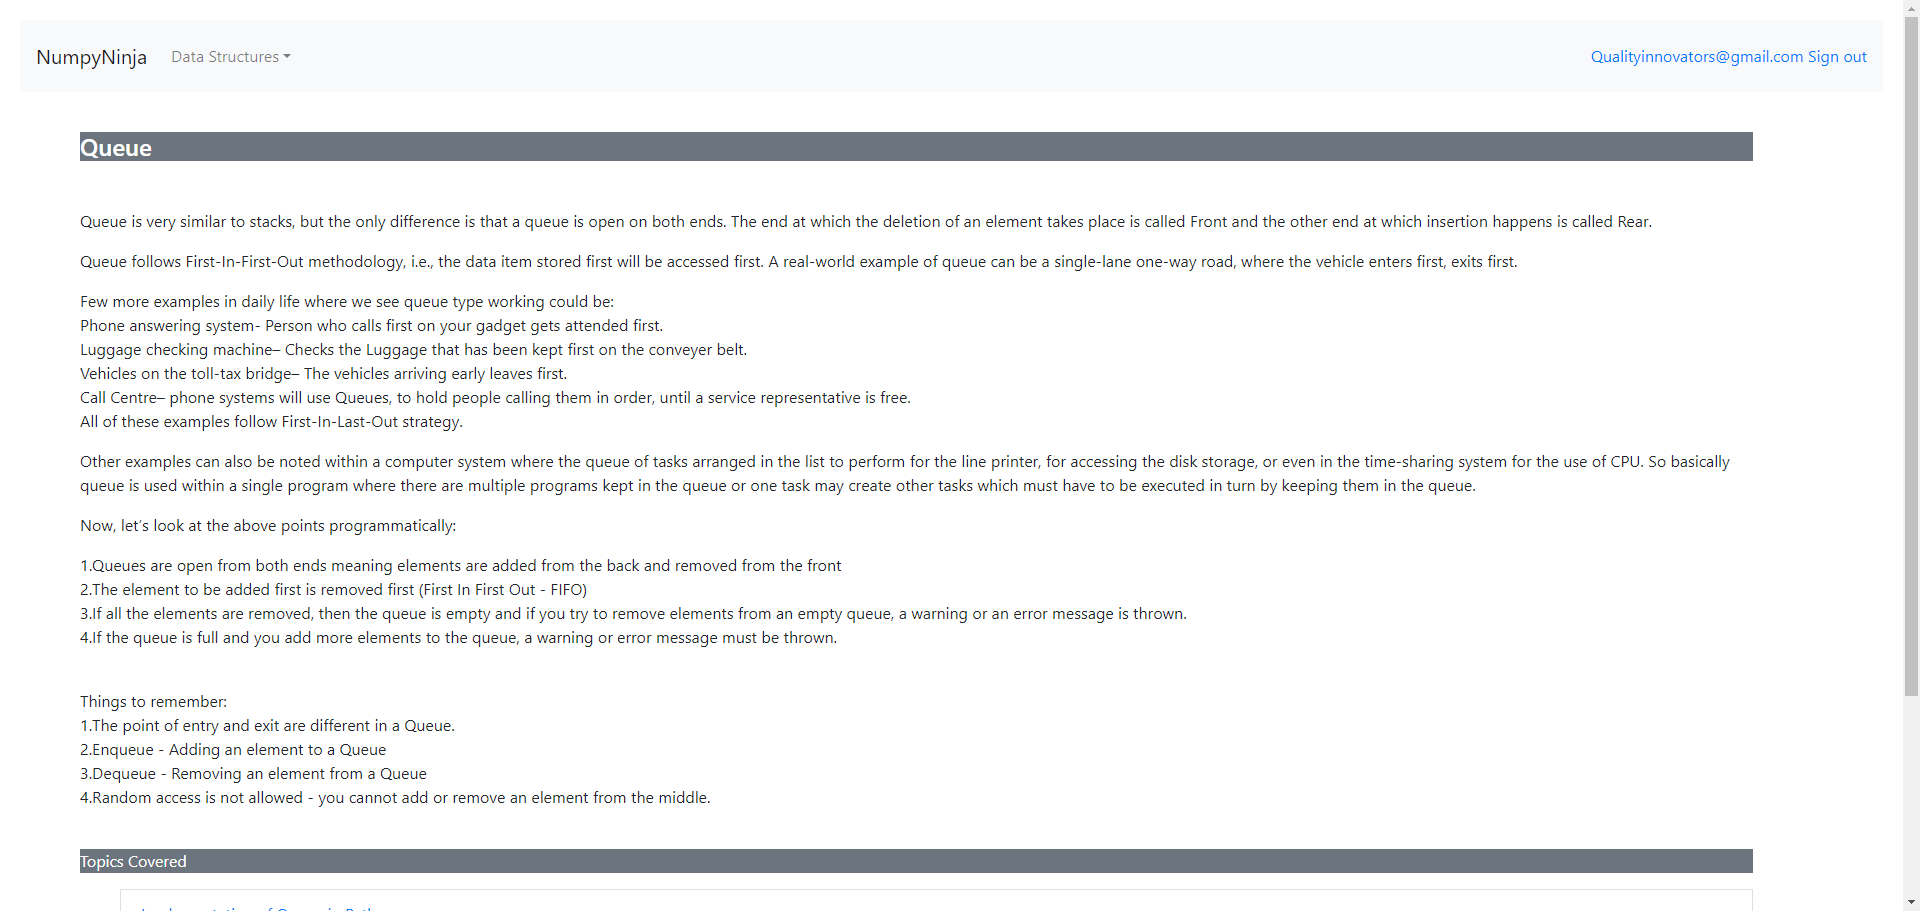 NumpyNinja
Data Structures
Qualityinnovators@gmail.com Sign out
Queue
Queue is very similar to stacks, but the only difference is that a queue is open on both ends. The end at which the deletion of an element takes place is called Front and the other end at which insertion happens is called Rear.
Queue follows First-In-First-Out methodology, i.e., the data item stored first will be accessed first. A real-world example of queue can be a single-lane one-way road, where the vehicle enters first, exits first.
Few more examples in daily life where we see queue type working could be:
Phone answering system- Person who calls first on your gadget gets attended first.
Luggage checking machine– Checks the Luggage that has been kept first on the conveyer belt.
Vehicles on the toll-tax bridge– The vehicles arriving early leaves first.
Call Centre– phone systems will use Queues, to hold people calling them in order, until a service representative is free.
All of these examples follow First-In-Last-Out strategy.
Other examples can also be noted within a computer system where the queue of tasks arranged in the list to perform for the line printer, for accessing the disk storage, or even in the time-sharing system for the use of CPU. So basically
queue is used within a single program where there are multiple programs kept in the queue or one task may create other tasks which must have to be executed in turn by keeping them in the queue.
Now, let's look at the above points programmatically:
1.Queues are open from both ends meaning elements are added from the back and removed from the front
2.The element to be added first is removed first (First In First Out - FIFO)
3.If all the elements are removed, then the queue is empty and if you try to remove elements from an empty queue, a warning or an error message is thrown.
4.If the queue is full and you add more elements to the queue, a warning or error message must be thrown.
Things to remember:
1.The point of entry and exit are different in a Queue.
2.Enqueue - Adding an element to a Queue
3.Dequeue - Removing an element from a Queue
4.Random access is not allowed - you cannot add or remove an element from the middle.
Topics Covered